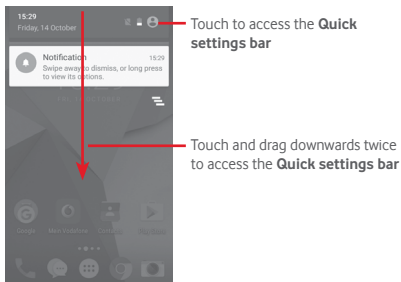 15:29
Friday, 14 October
Touch to access the Quick
settings bar
Notification 15:29
Swipe away to dismiss, or long press
to view its options.
Touch and drag downwards twice
to access the Quick settings bar
Google